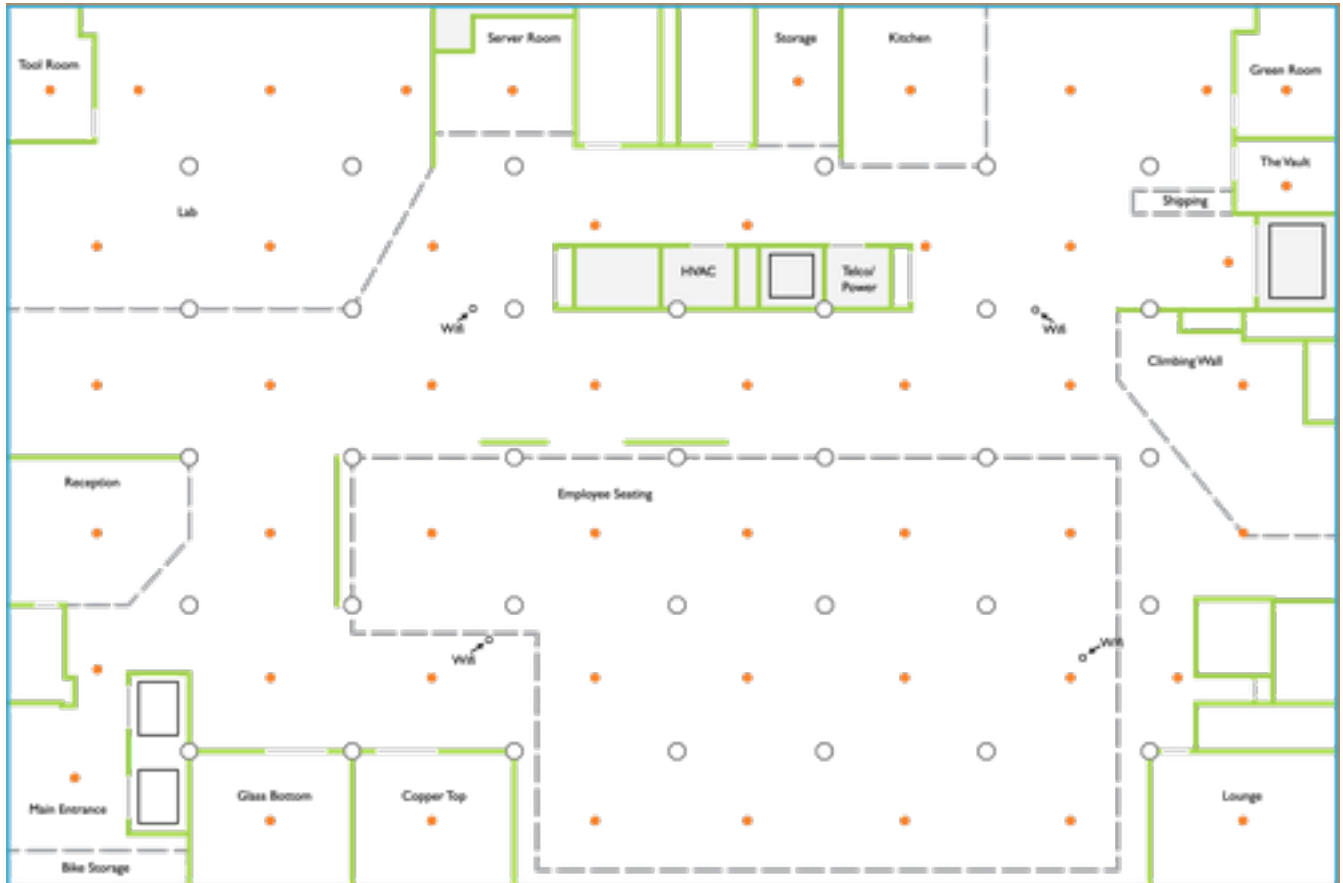 Server Room
Storage
Kitchen
Tool Room
Green Room
The Vault
Shipping
Lab
HVAC
Telco/
Power
Wifi
Wifi
Climbing Wall
Reception
Employee Seating
Wifi
Wifi
Glass Bottom
Copper Top
Lounge
Main Entrance
Bike Storage